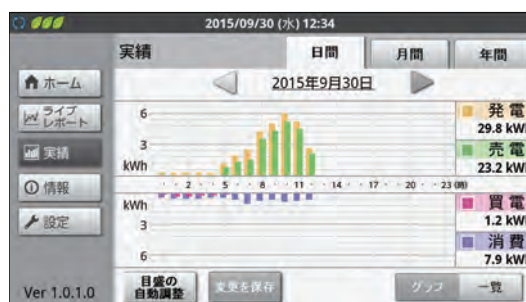 2015/09/30 (水) 12:34
実績
日間
月間
年間
ホーム
ライブ
レポート
実績
情報
設定
Ver 1.0.1.0
2015年9月30日
6
3
kWh
2 5 8 11 14 17 20 23 (時)
kWh
3
6
発電
29.8 kW
売電
23.2 kW
買電
1.2 kW
消費
7.9 kW
目盛の
自動調整
変更を保存
グラフ
一覧